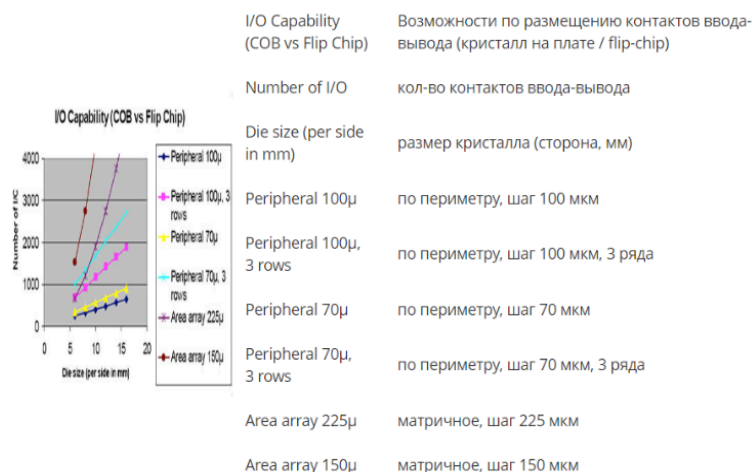 I/O Capability (COB vs Flip Chip)
4000
3000
2000
1000
0
0
5
10
15
20
Number of I/C
Die size (per side in mm)
Peripheral 100µ
Peripheral 100µ, 3
rows
Peripheral 70µ
Peripheral 70µ, 3
rows
Area array 225µ
Area array 150µ
I/O Capability
(COB vs Flip Chip)
Возможности по размещению контактов ввода-
вывода (кристалл на плате / flip-chip)
Number of I/O
кол-во контактов ввода-вывода
Die size (per side
in mm)
размер кристалла (сторона, мм)
Peripheral 100µ
по периметру, шаг 100 мкм
Peripheral 100µ,
3 rows
по периметру, шаг 100 мкм, 3 ряда
Peripheral 70µ
по периметру, шаг 70 мкм
Peripheral 70µ,
3 rows
по периметру, шаг 70 мкм, 3 ряда
Area array 225µ
матричное, шаг 225 мкм
Area array 150µ
матричное, шаг 150 мкм